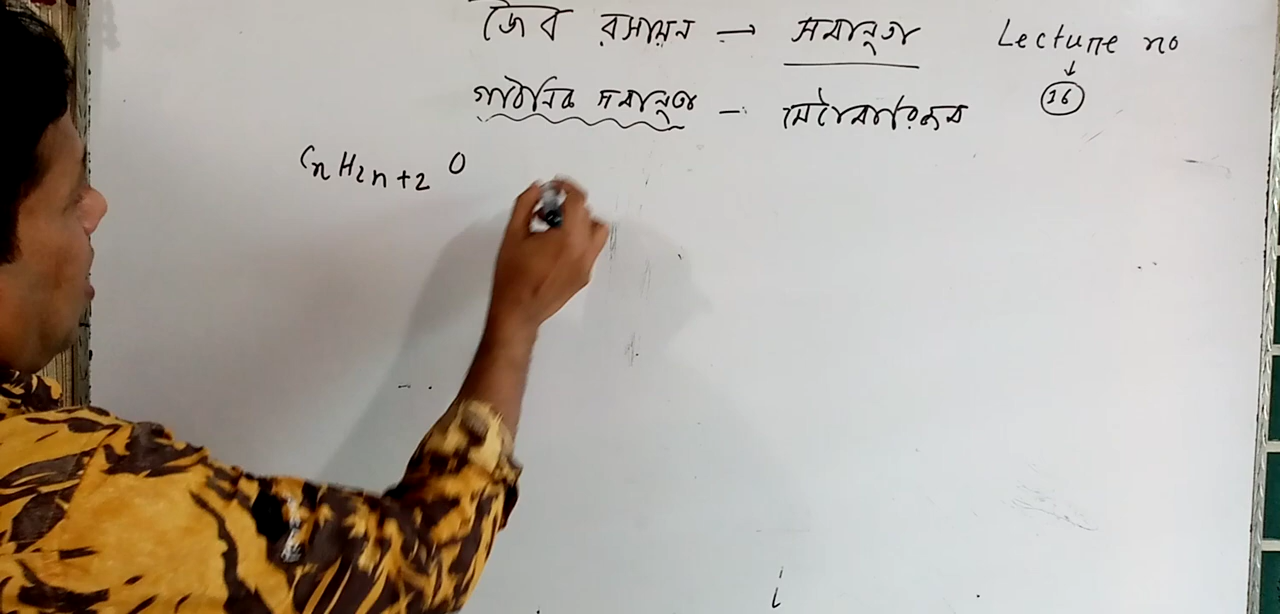 জৈব রসায়ন → সমানুতা Lecture no
↓
16
গাঠনিক সমানুতা - মেটামারিজম
CnH2n+2 O